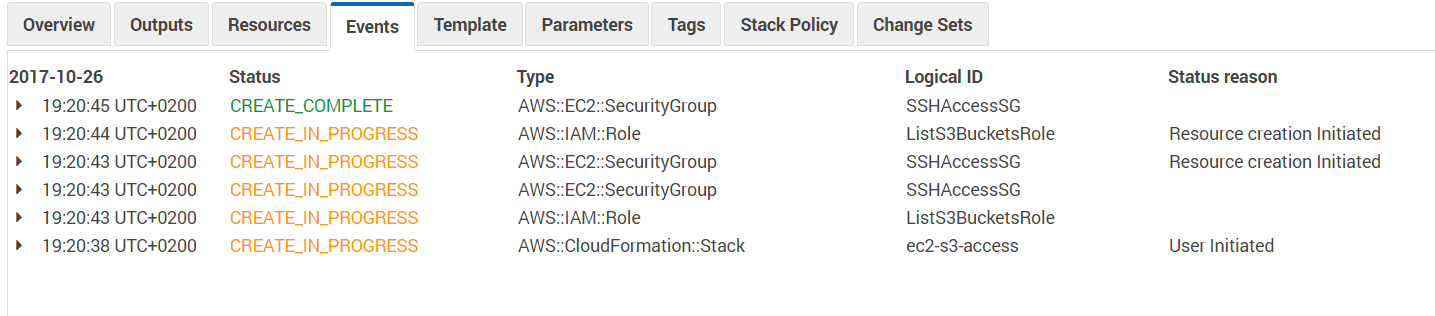 Overview Outputs Resources Events Template Parameters Tags Stack Policy Change Sets
2017-10-26 Status Type Logical ID Status reason
19:20:45 UTC+0200 CREATE_COMPLETE AWS::EC2::SecurityGroup SSHAccessSG
19:20:44 UTC+0200 CREATE_IN_PROGRESS AWS::IAM::Role ListS3BucketsRole Resource creation Initiated
19:20:43 UTC+0200 CREATE_IN_PROGRESS AWS::EC2::SecurityGroup SSHAccessSG Resource creation Initiated
19:20:43 UTC+0200 CREATE_IN_PROGRESS AWS::EC2::SecurityGroup SSHAccessSG
19:20:43 UTC+0200 CREATE_IN_PROGRESS AWS::IAM::Role ListS3BucketsRole
19:20:38 UTC+0200 CREATE_IN_PROGRESS AWS::CloudFormation::Stack ec2-s3-access User Initiated